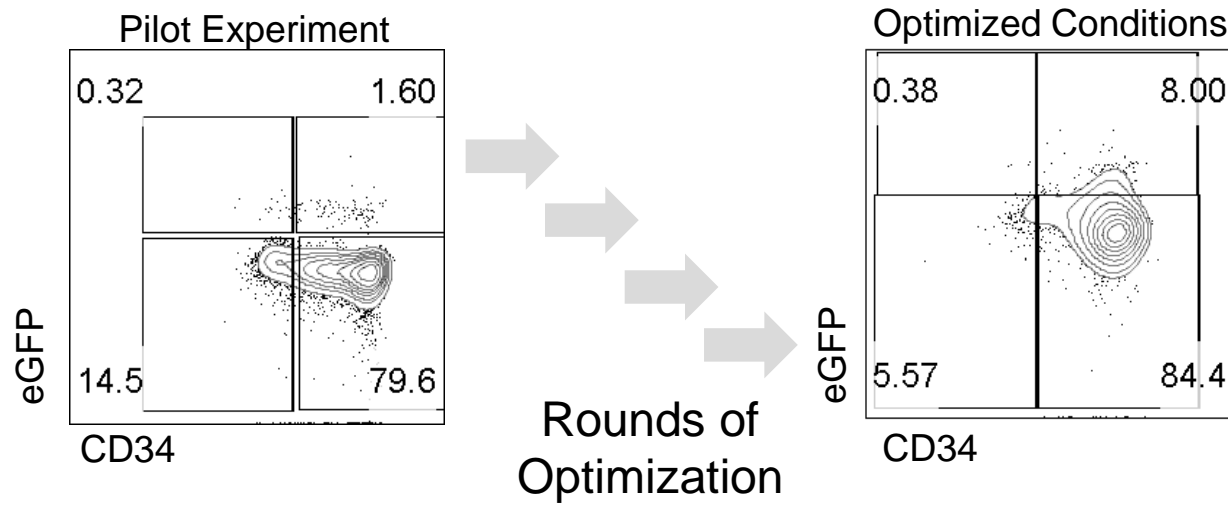 Pilot Experiment
Optimized Conditions
0.32
1.60
14.5
79.6
eGFP
CD34
Rounds of
Optimization
0.38
8.00
5.57
84.4
eGFP
CD34